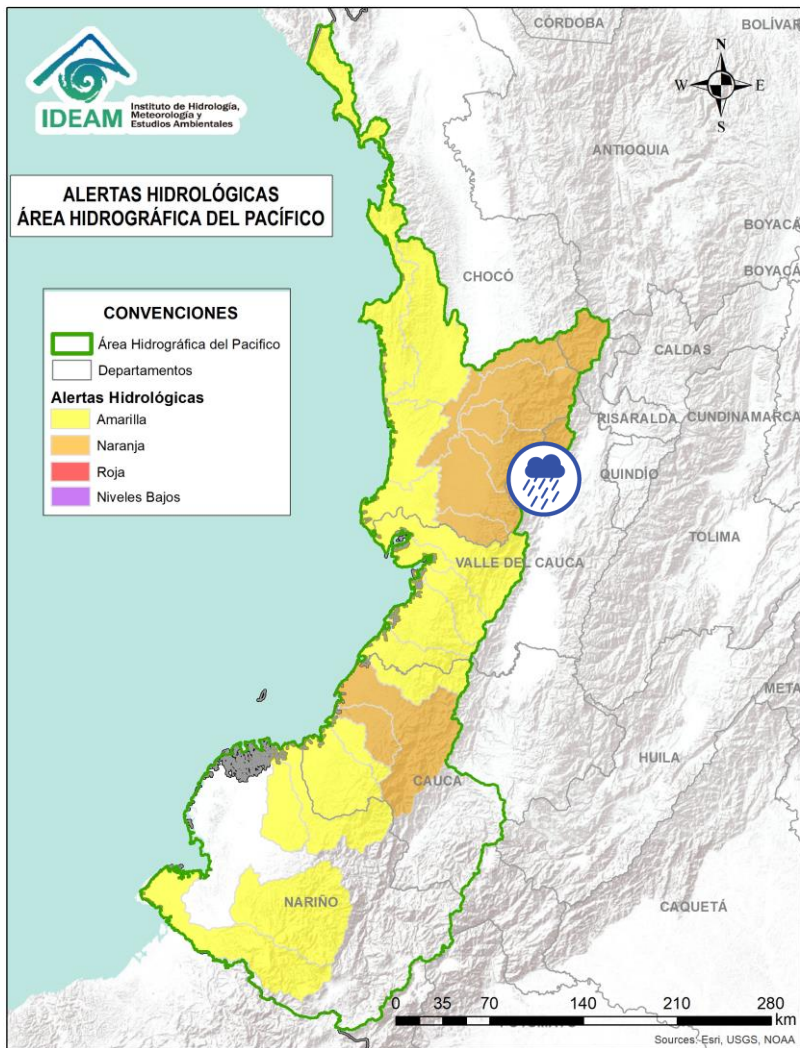 CÓRDOBA
BOLÍVAR
N
W
E
S
IDEAM
Instituto de Hidrología,
Meteorología y
Estudios Ambientales
ANTIOQUIA
ALERTAS HIDROLÓGICAS
ÁREA HIDROGRÁFICA DEL PACÍFICO
BOYACÁ
BOYACÁ
CHOCÓ
CONVENCIONES
Área Hidrográfica del Pacifico
Departamentos
Alertas Hidrológicas
Amarilla
Naranja
Roja
Niveles Bajos
CALDAS
RISARALDA
CUNDINAMARCA
QUINDÍO
TOLIMA
VALLE DEL CAUCA
META
HUILA
CAUCA
NARIÑO
CAQUETÁ
0 35 70 140 210 280
km
Sources: Esri, USGS, NOAA